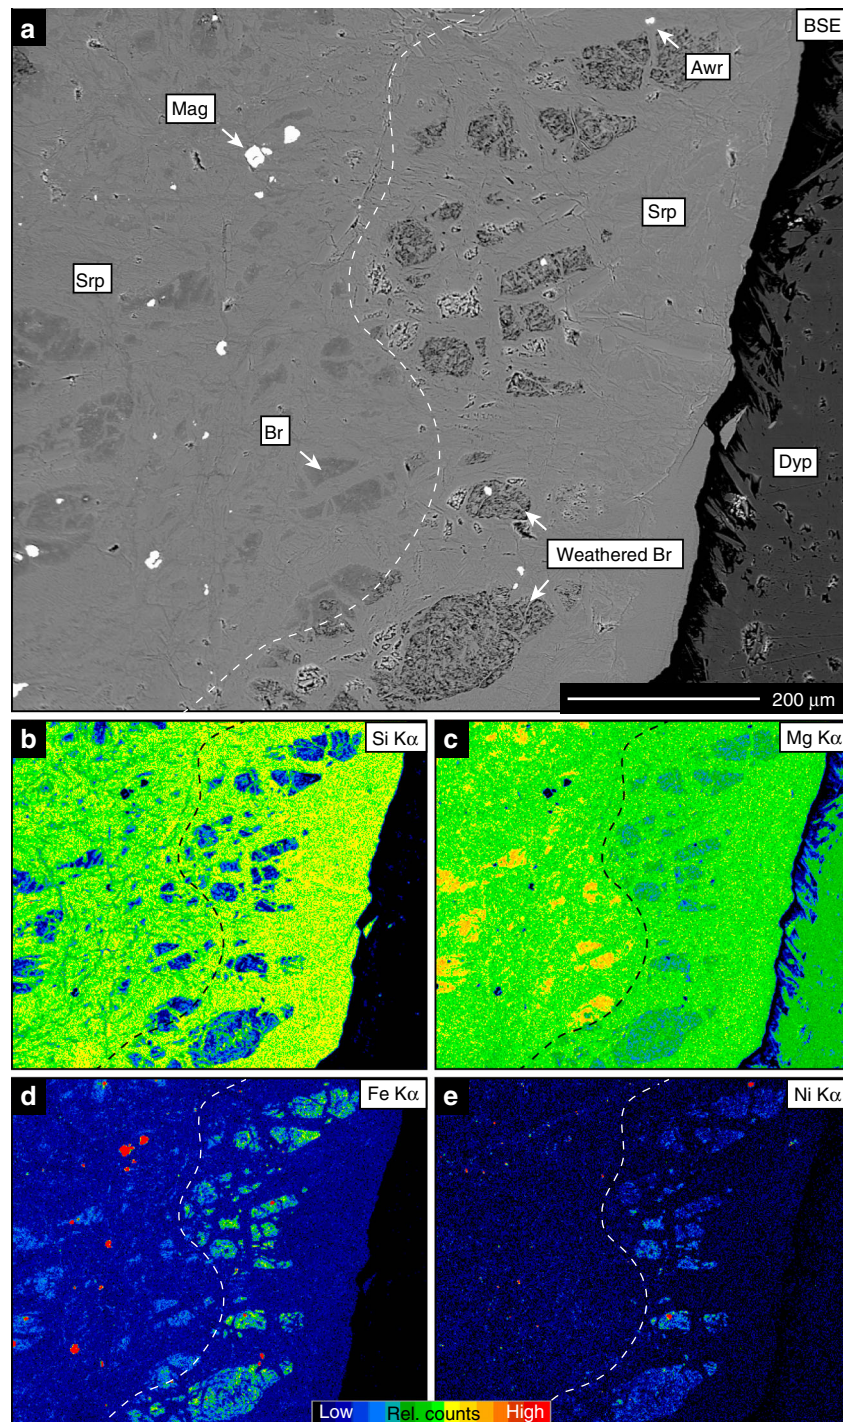 a
BSE
Awr
Mag
Srp
Srp
Br
Dyp
Weathered Br
200 μm
b
Si Kα
c
Mg Kα
d
Fe Kα
e
Ni Kα
Low Rel. counts High